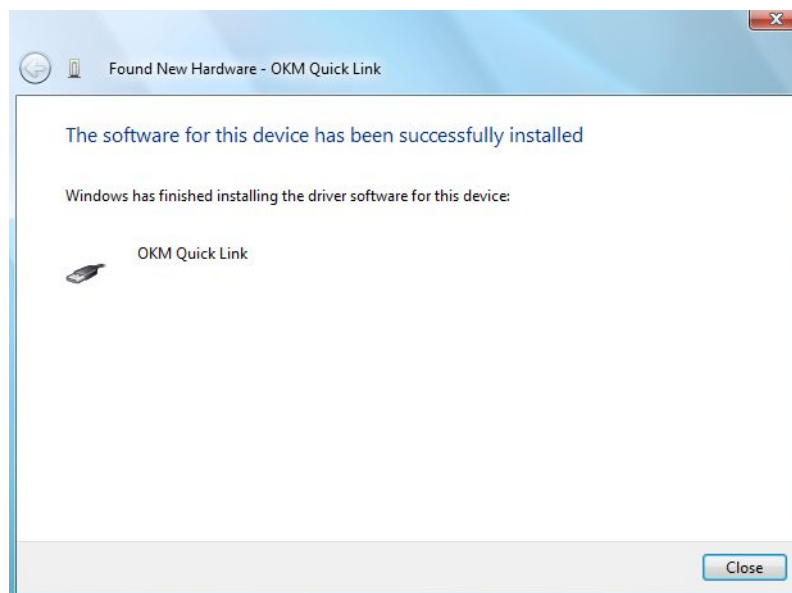 Found New Hardware - OKM Quick Link
The software for this device has been successfully installed
Windows has finished installing the driver software for this device:
OKM Quick Link
Close